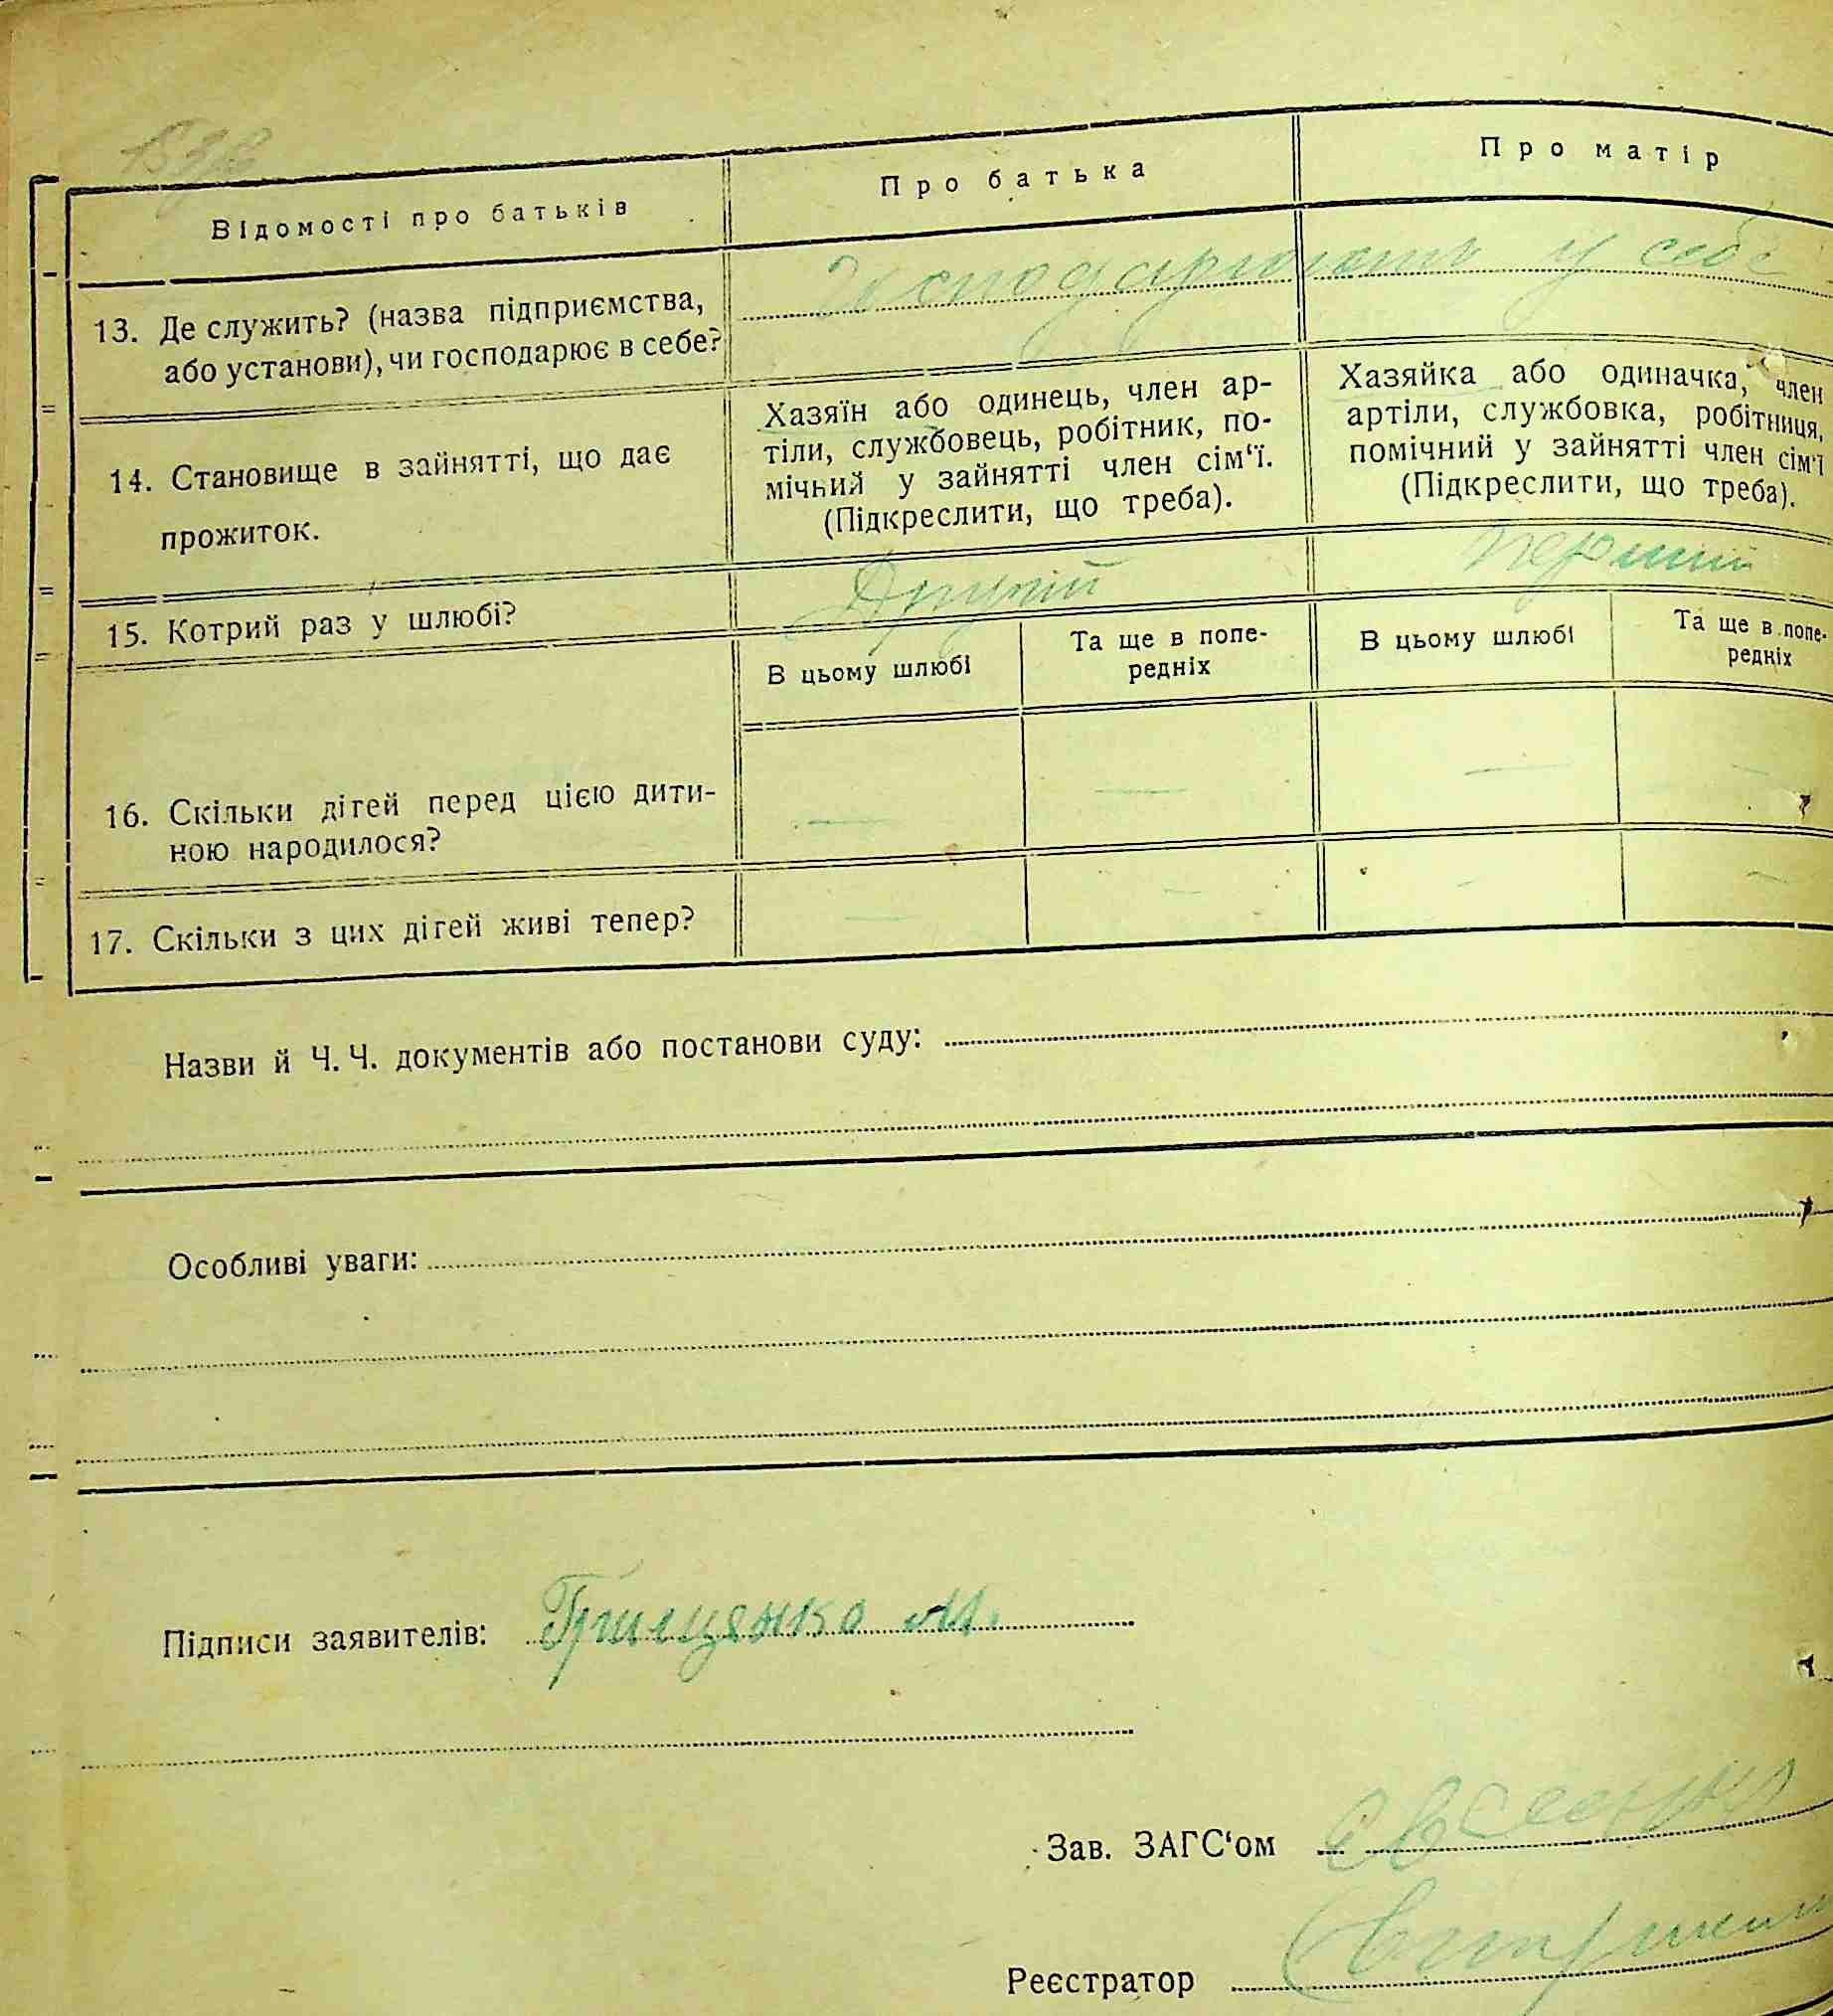 Відомості про батьків
Про батька
Про матір
13. Де служить? (назва підприємства,
або установи), чи господарює в себе?
Господарюють у себе
14. Становище в зайнятті, що дає
прожиток.
Хазяїн або одинець, член ар-
тіли, службовець, робітник, по-
мічний у зайнятті член сім‘ї.
(Підкреслити, що треба).
Хазяйка або одиначка, член
артіли, службовка, робітниця,
помічний у зайнятті член сім‘ї
(Підкреслити, що треба).
15. Котрий раз у шлюбі?
Другий
Перший
В цьому шлюбі
Та ще в попе-
редніх
В цьому шлюбі
Та ще в попе-
редніх
16. Скільки дітей перед цією дити-
ною народилося?
— — — —
17. Скільки з цих дітей живі тепер?
— — — —
Назви й Ч. Ч. документів або постанови суду:
Особливі уваги:
Підписи заявителів: Грищенко М.
Зав. ЗАГС‘ом
Реєстратор